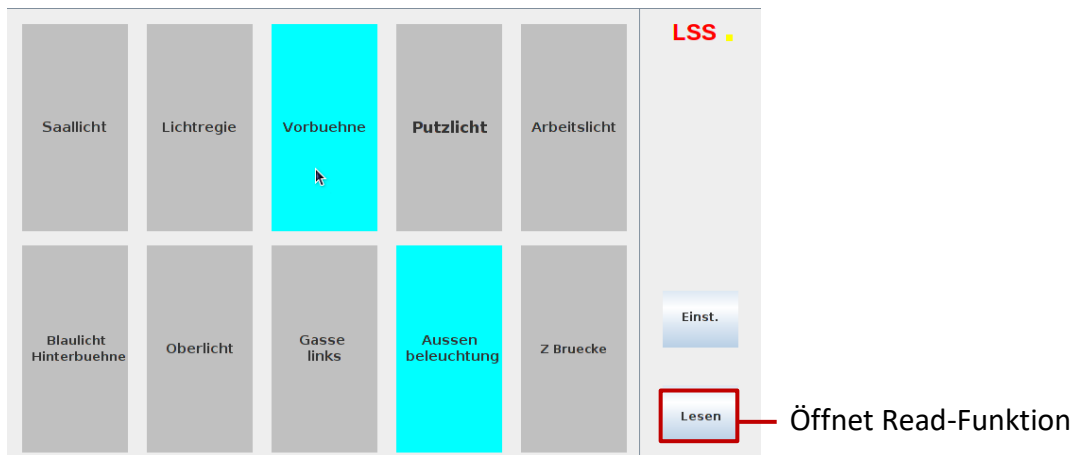 LSS
Saallicht
Lichtregie
Vorbuehne
Putzlicht
Arbeitslicht
Einst.
Blaulicht
Hinterbuehne
Oberlicht
Gasse
links
Aussen
beleuchtung
Z Bruecke
Lesen
Öffnet Read-Funktion